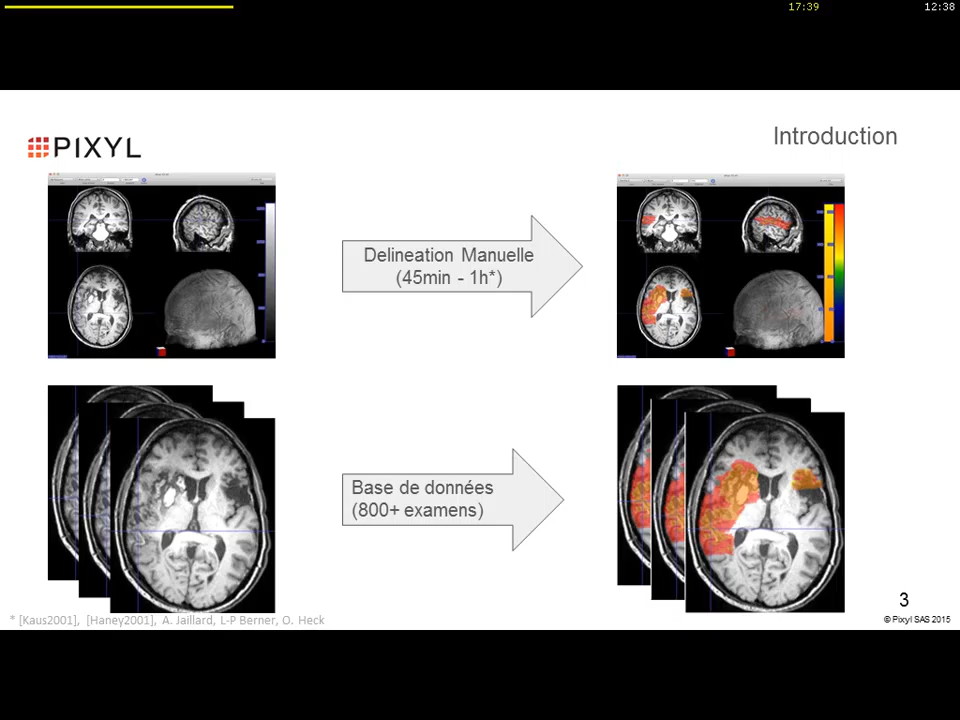 17:39
12:38
PIXYL
Introduction
Delineation Manuelle
(45min - 1h*)
Base de données
(800+ examens)
3
* [Kaus2001], [Haney2001], A. Jaillard, L-P Berner, O. Heck
© Pixyl SAS 2015